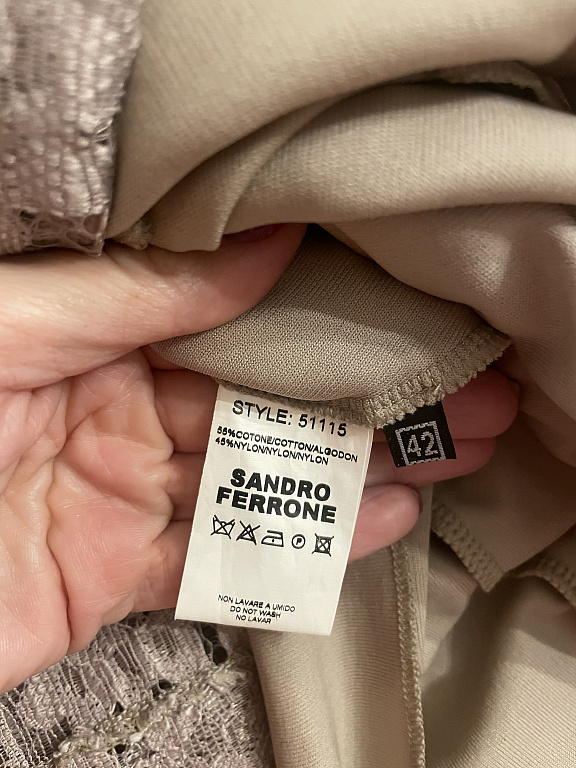 STYLE: 51115
55%COTONE/COTTON/ALGODON
45%NYLON/NYLON/NYLON
SANDRO
FERRONE
P
NON LAVARE A UMIDO
DO NOT WASH
NO LAVAR
42